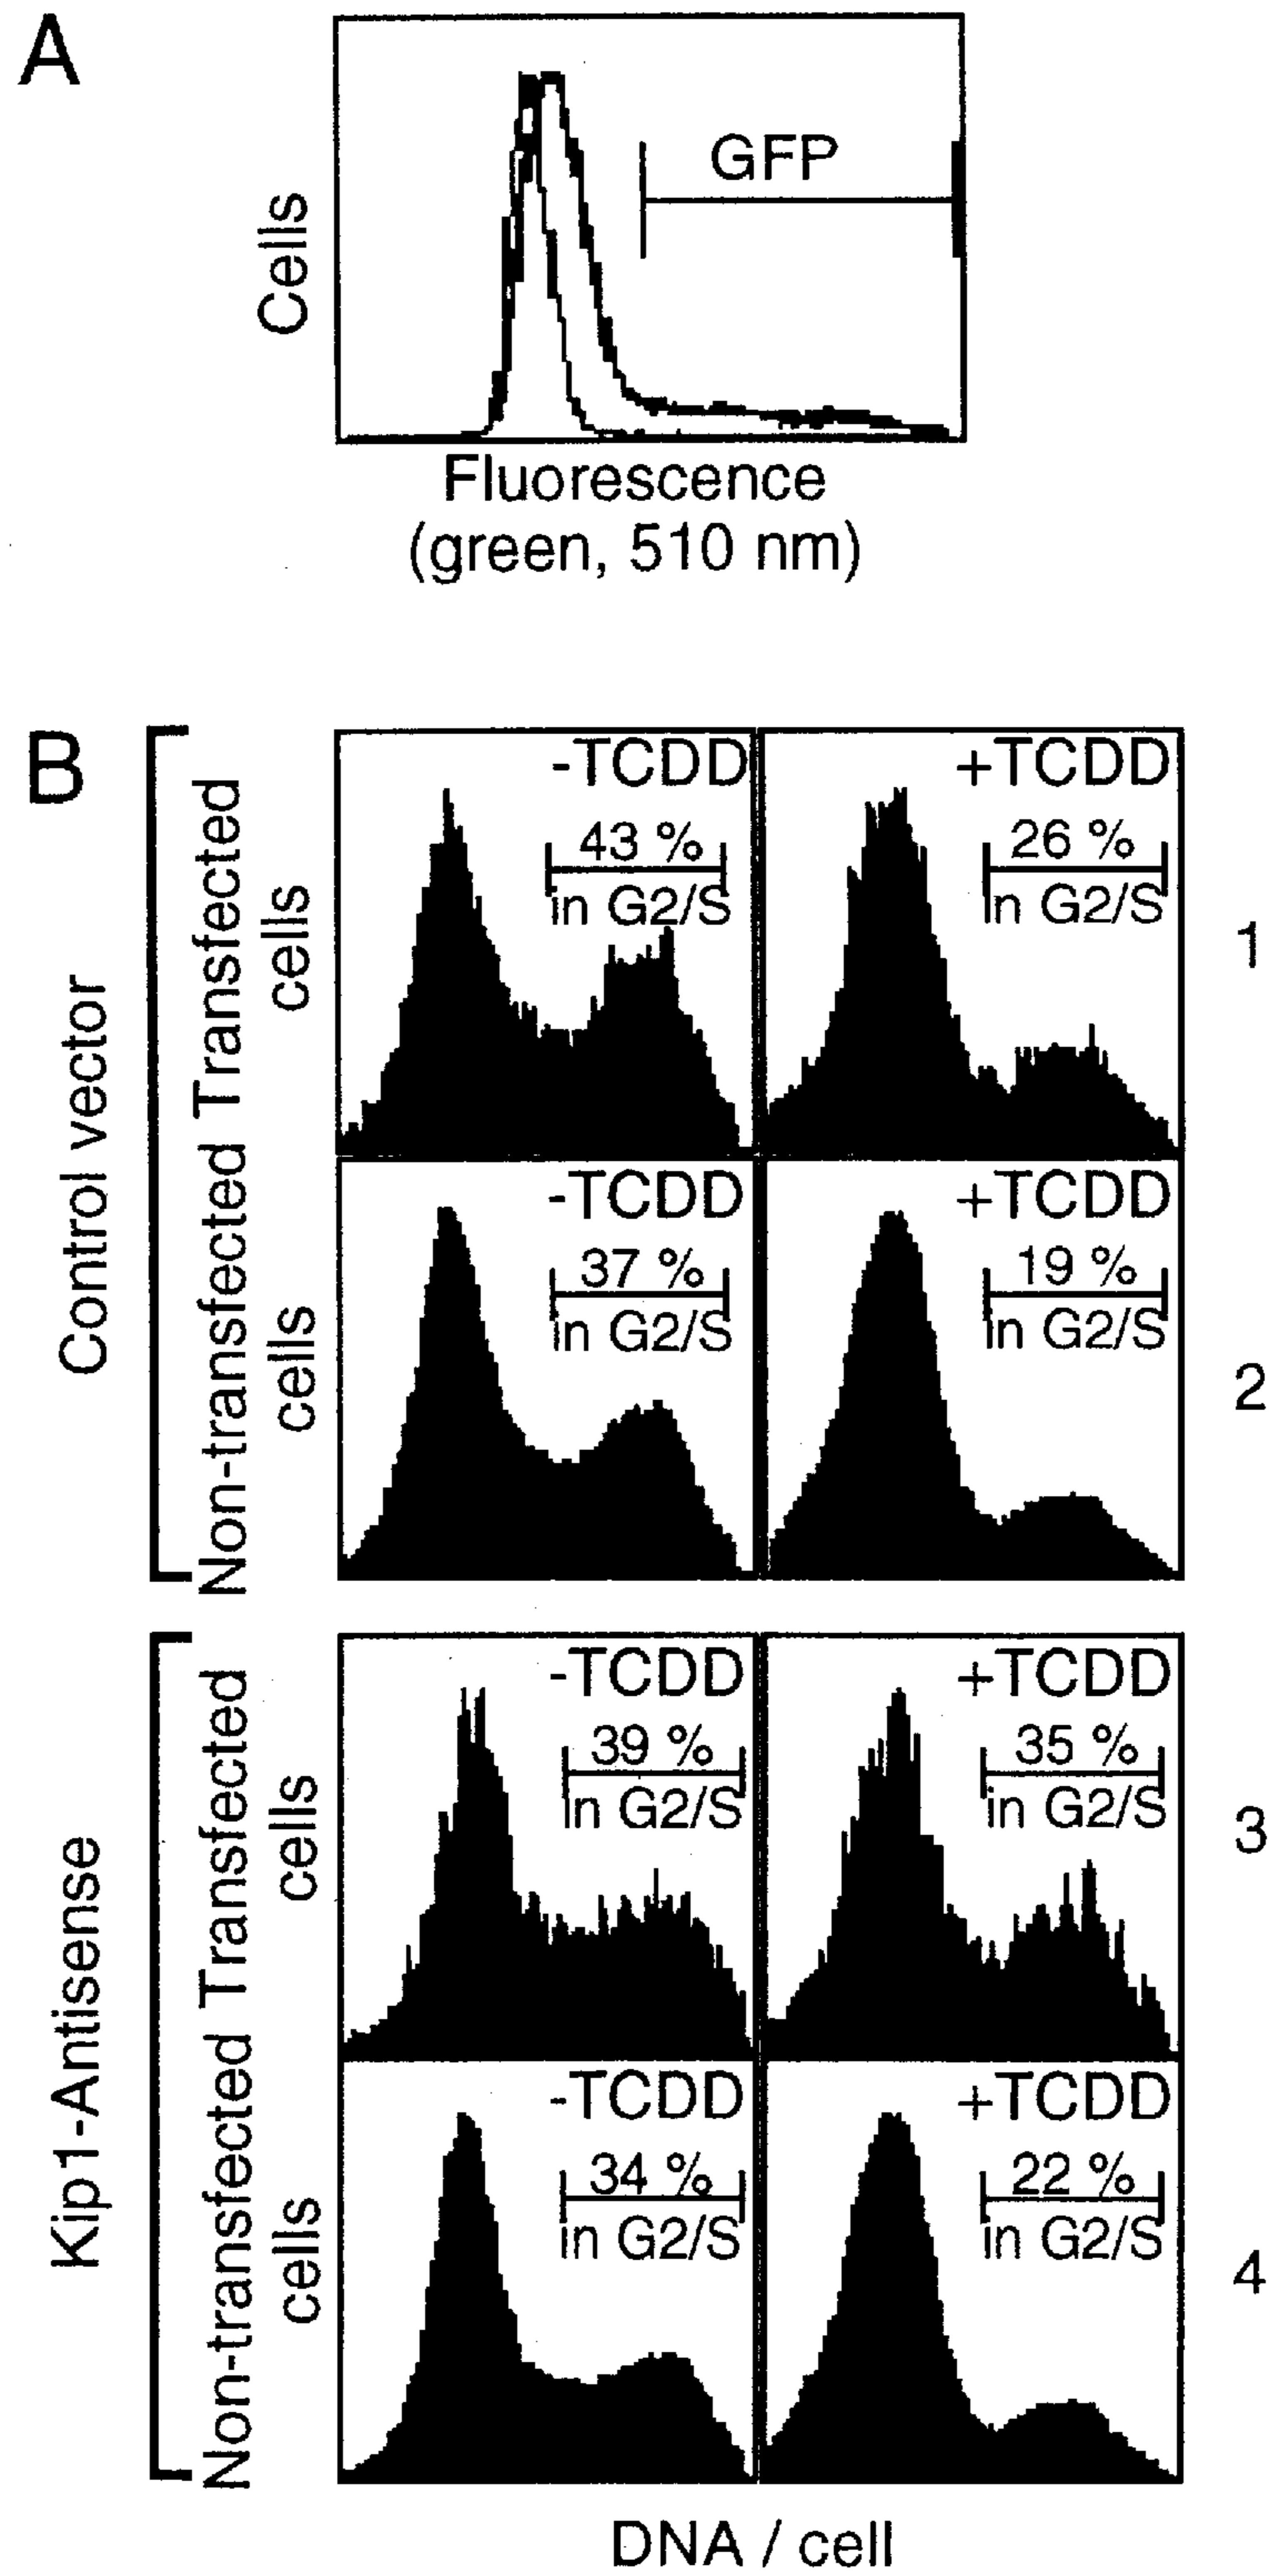 A
Cells
GFP
Fluorescence
(green, 510 nm)
B
Control vector
Transfected
cells
-TCDD
43 %
in G2/S
+TCDD
26 %
in G2/S
1
Non-transfected
cells
-TCDD
37 %
in G2/S
+TCDD
19 %
in G2/S
2
Kip1-Antisense
Transfected
cells
-TCDD
39 %
in G2/S
+TCDD
35 %
in G2/S
3
Non-transfected
cells
-TCDD
34 %
in G2/S
+TCDD
22 %
in G2/S
4
DNA / cell